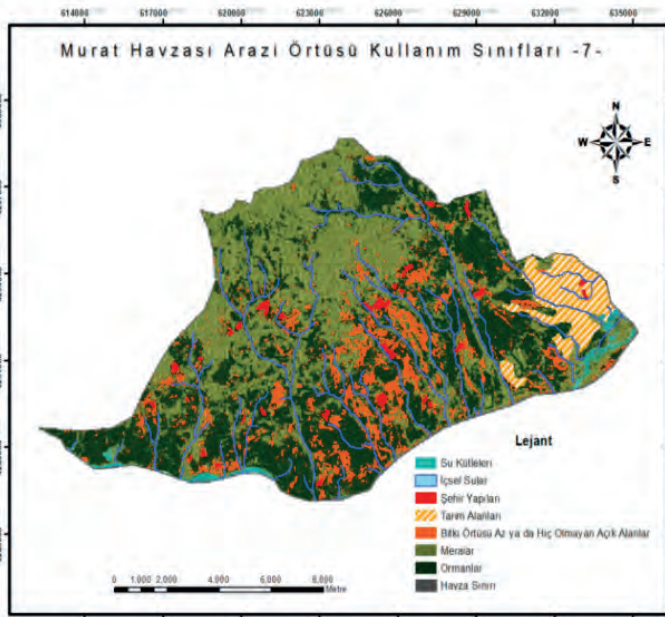 614000 617000 620000 623000 626000 629000 632000 635000
Murat Havzası Arazi Örtüsü Kullanım Sınıfları -7-
N
W E
S
Lejant
Su Kütleleri
İçsel Sular
Şehir Yapıları
Tarım Alanları
Bitki Örtüsü Az ya da Hiç Olmayan Açık Alanlar
Meralar
Ormanlar
Havza Sınırı
0 1.000 2.000 4.000 6.000 8.000
Metre